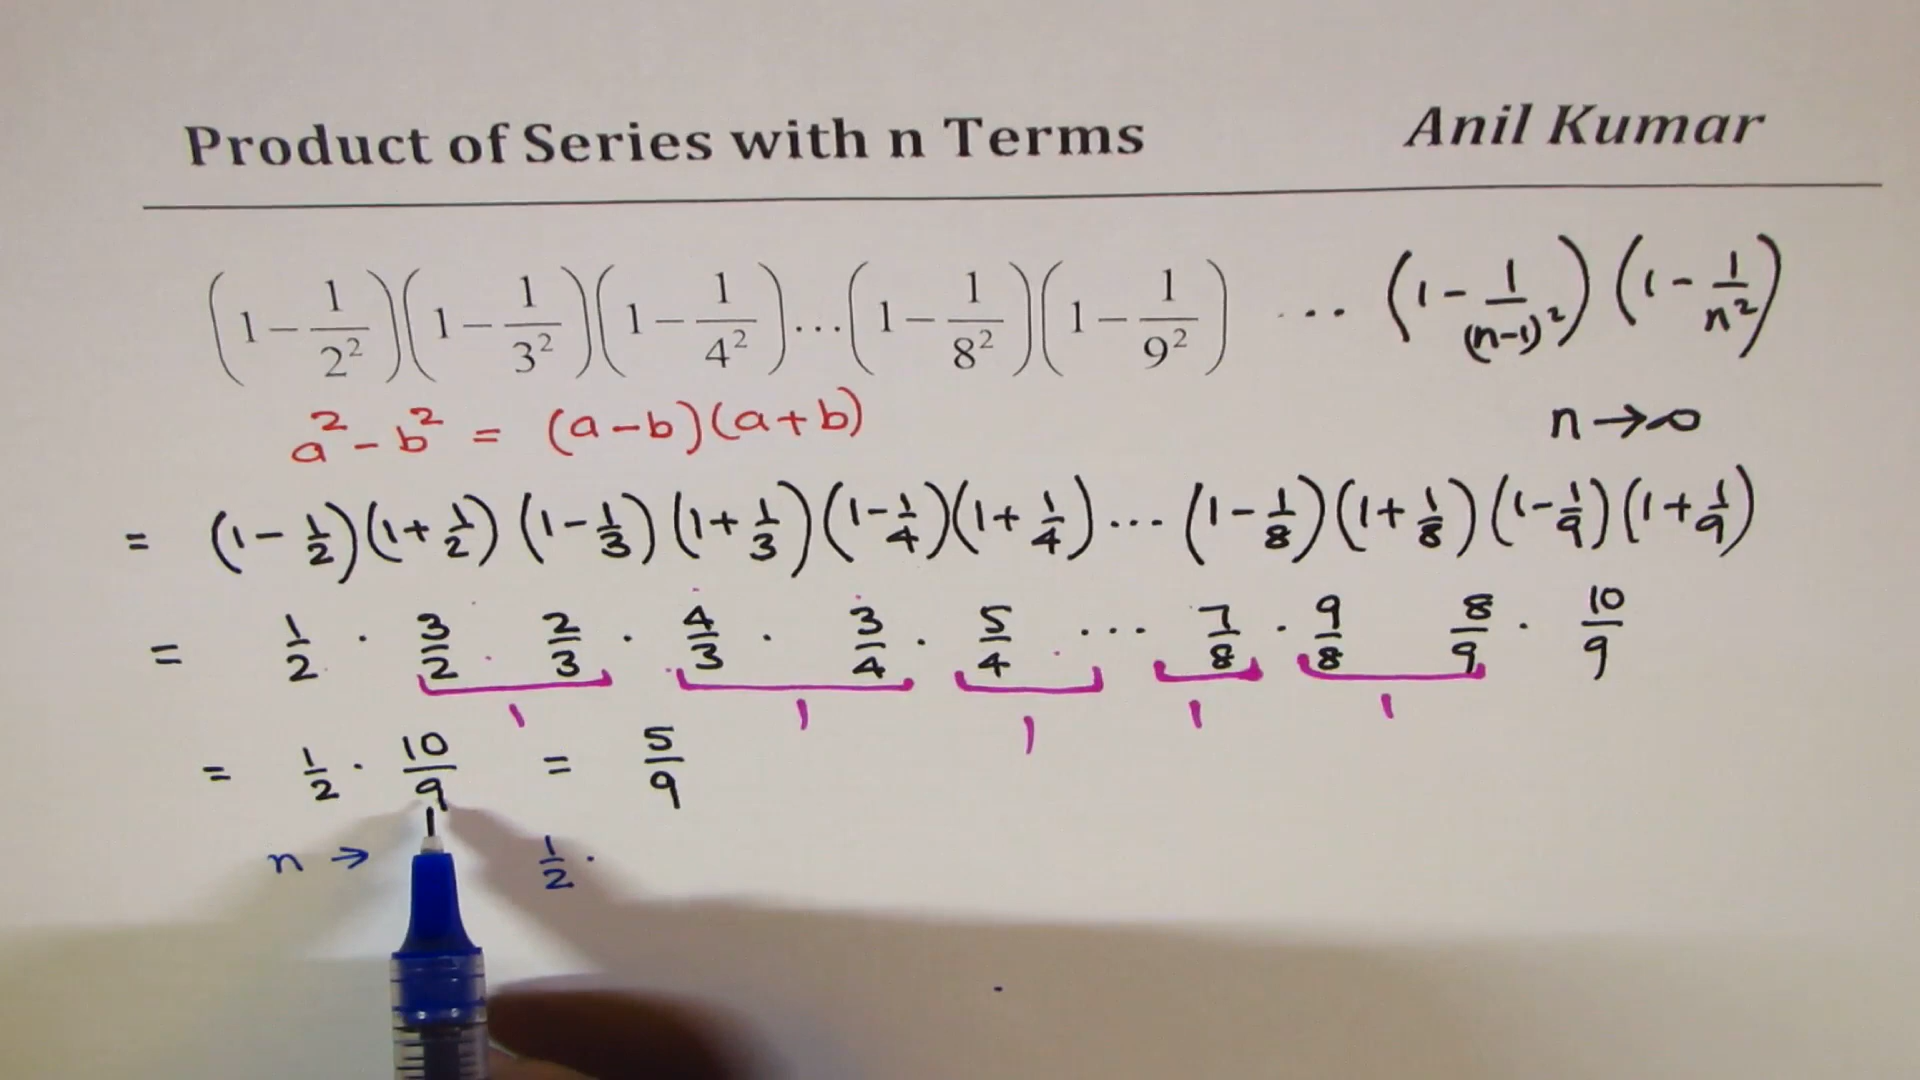 Product of Series with n Terms Anil Kumar
(1 − 1/2²)(1 − 1/3²)(1 − 1/4²)...(1 − 1/8²)(1 − 1/9²) ... (1 − 1/(n-1)²)(1 − 1/n²)
a² − b² = (a − b)(a + b) n → ∞
= (1 − 1/2)(1 + 1/2)(1 − 1/3)(1 + 1/3)(1 − 1/4)(1 + 1/4) ... (1 − 1/8)(1 + 1/8)(1 − 1/9)(1 + 1/9)
= 1/2 · 3/2 · 2/3 · 4/3 · 3/4 · 5/4 ... 7/8 · 9/8 8/9 · 10/9
1 1 1 1 1
= 1/2 · 10/9 = 5/9
n → 1/2 ·